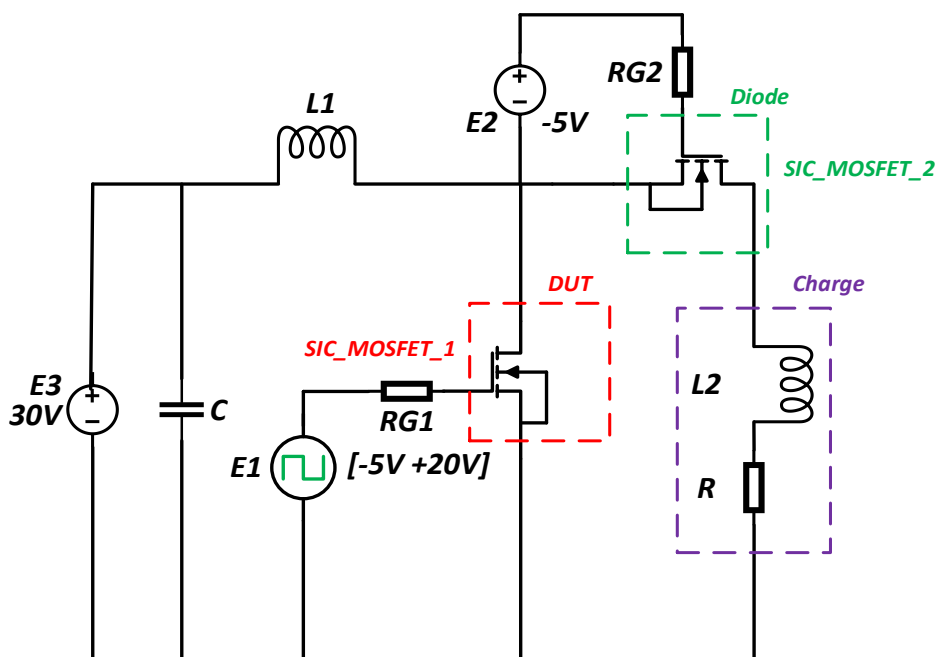 RG2
Diode
L1
+
−
E2
-5V
SIC_MOSFET_2
DUT
Charge
SIC_MOSFET_1
E3
30V
+
−
C
RG1
L2
E1
[-5V +20V]
R